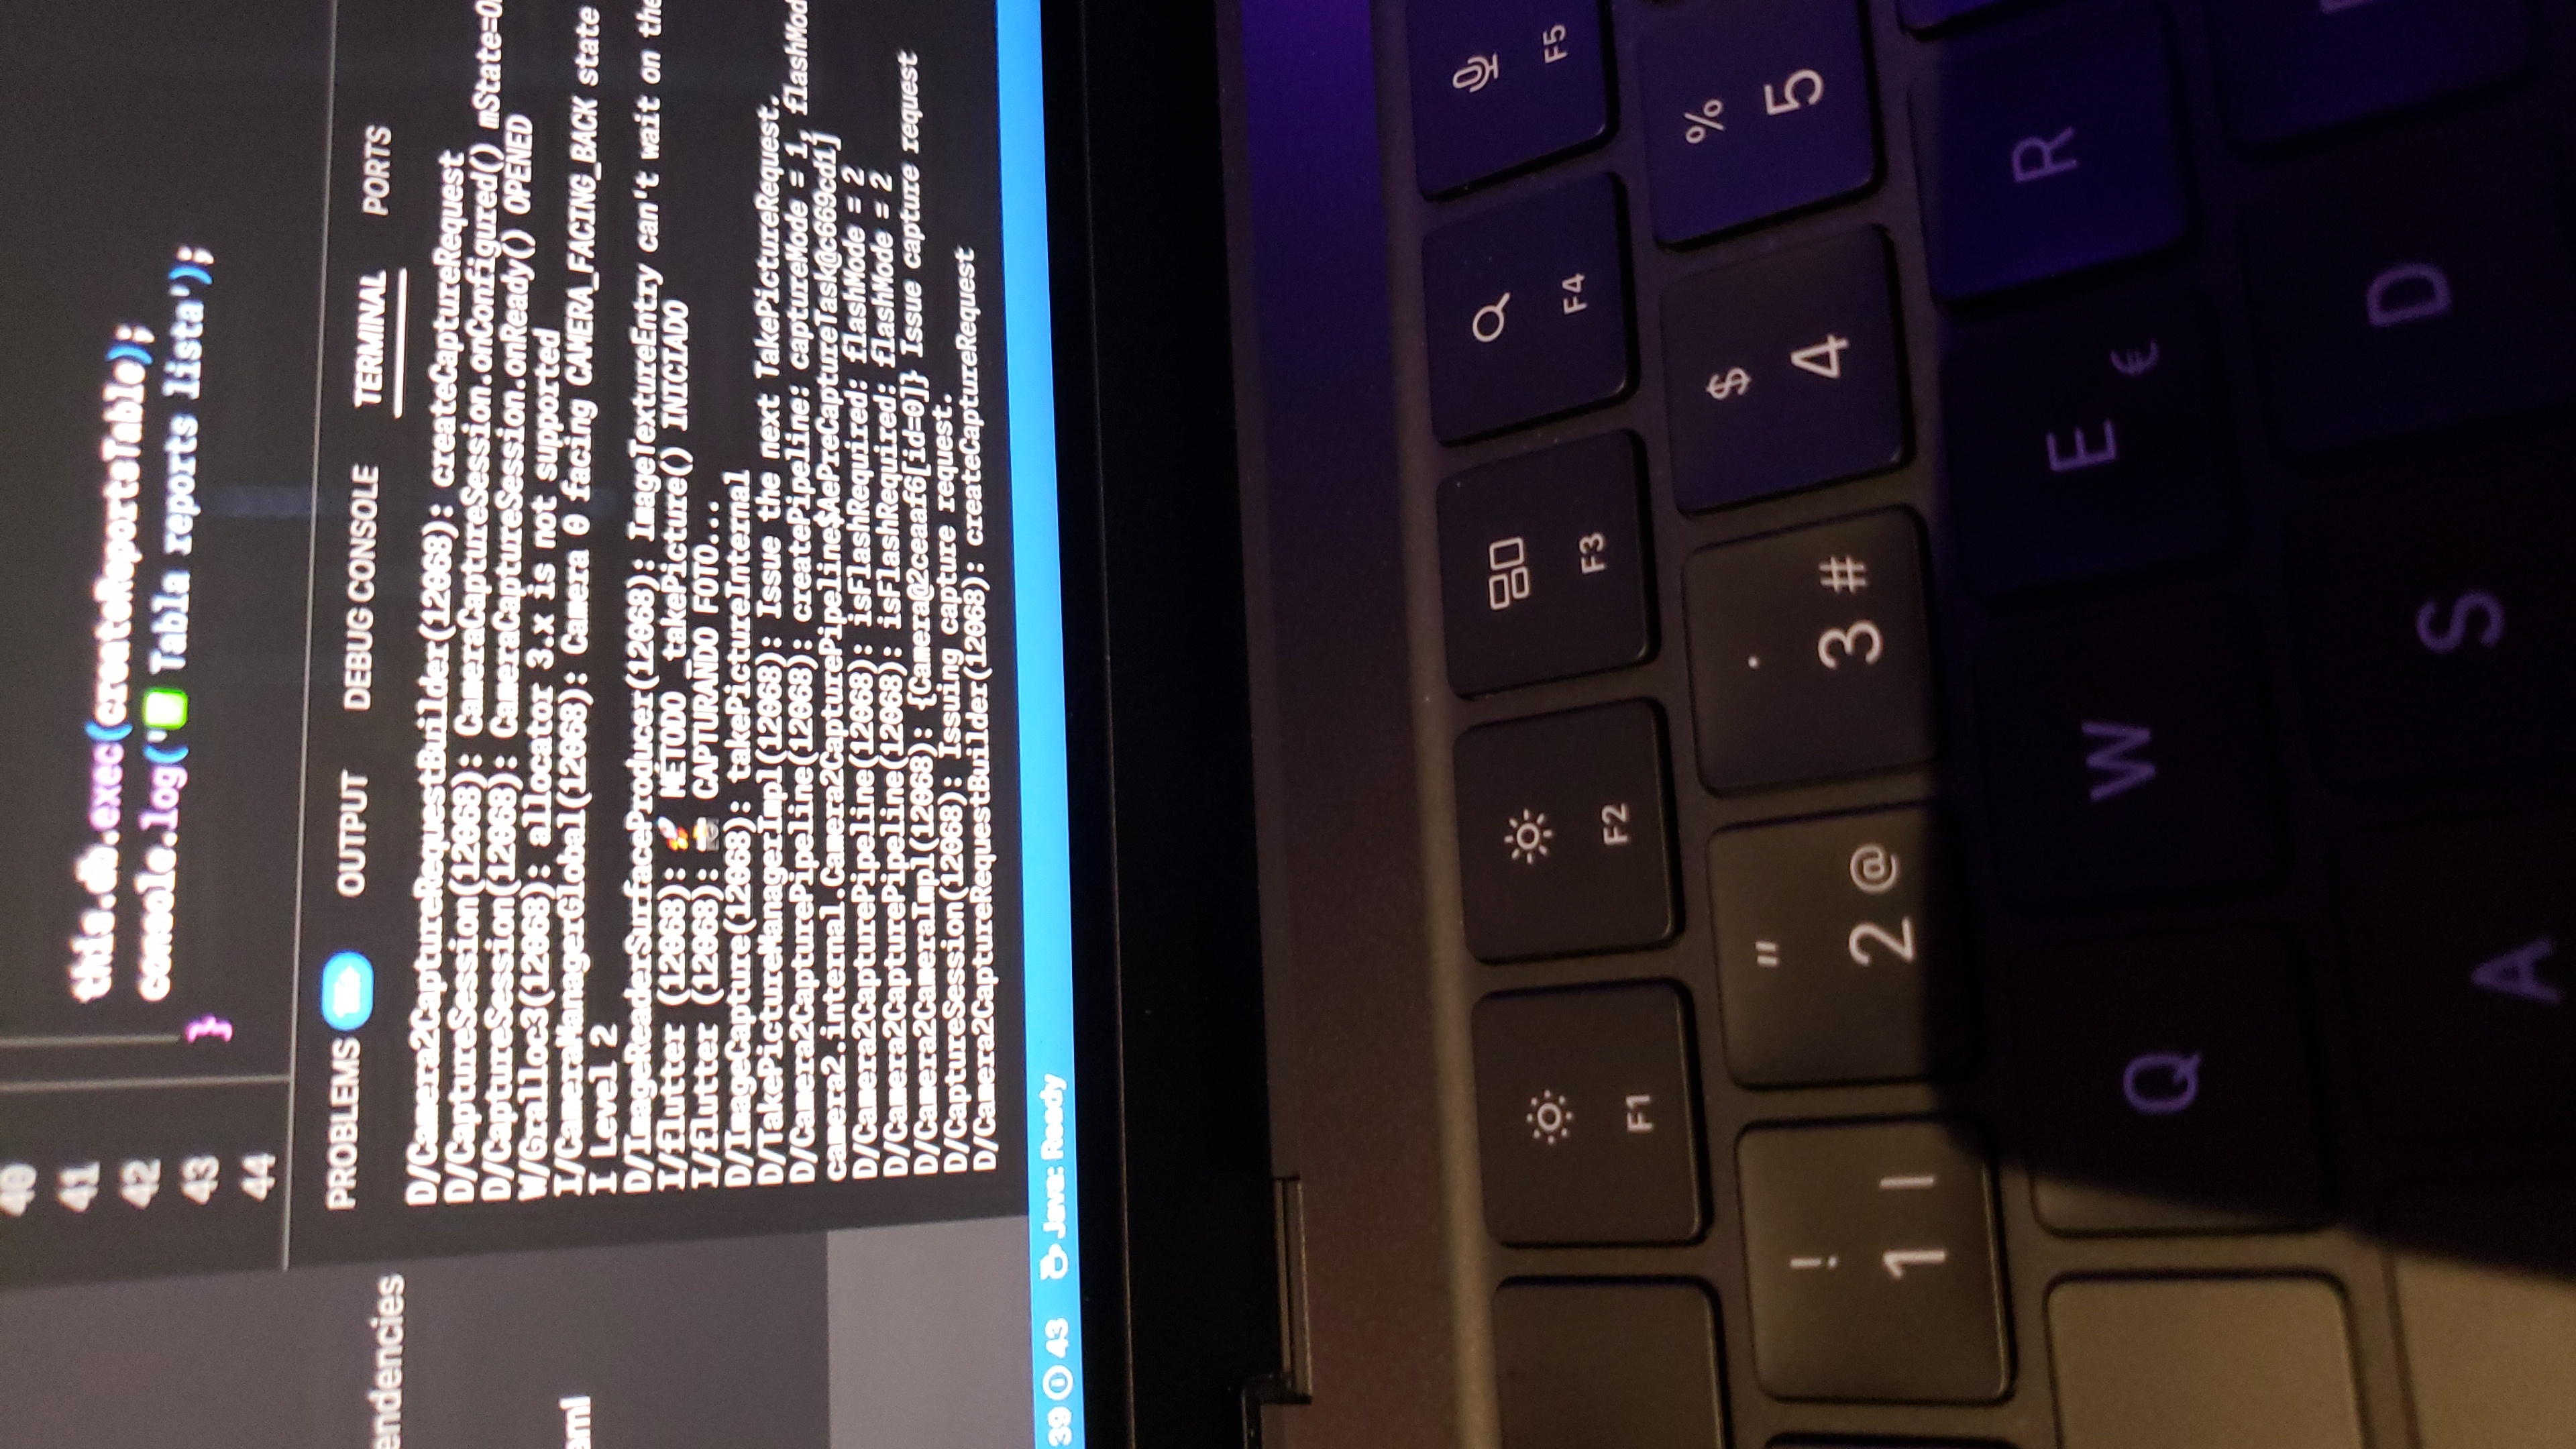 40
41 this.db.exec(createReportsTable);
42 console.log('✅ Tabla reports lista');
43 }
44
PROBLEMS OUTPUT DEBUG CONSOLE TERMINAL PORTS
endencies
aml
D/Camera2CaptureRequestBuilder(12068): createCaptureRequest
D/CaptureSession(12068): CameraCaptureSession.onConfigured() mState=O
D/CaptureSession(12068): CameraCaptureSession.onReady() OPENED
W/Gralloc3(12068): allocator 3.x is not supported
I/CameraManagerGlobal(12068): Camera 0 facing CAMERA_FACING_BACK state
I Level 2
D/ImageReaderSurfaceProducer(12068): ImageTextureEntry can't wait on the
I/flutter (12068): 🚀 MÉTODO _takePicture() INICIADO
I/flutter (12068): 📸 CAPTURANDO FOTO...
D/ImageCapture(12068): takePictureInternal
D/TakePictureManagerImpl(12068): Issue the next TakePictureRequest.
D/Camera2CapturePipeline(12068): createPipeline: captureMode = 1, flashMod
camera2.internal.Camera2CapturePipeline$AePreCaptureTask@c669cd1]
D/Camera2CapturePipeline(12068): isFlashRequired: flashMode = 2
D/Camera2CapturePipeline(12068): isFlashRequired: flashMode = 2
D/Camera2CameraImpl(12068): {Camera@2ceaaf6[id=0]} Issue capture request
D/CaptureSession(12068): Issuing capture request.
D/Camera2CaptureRequestBuilder(12068): createCaptureRequest
39 43 Java: Ready
F1 F2 F3 F4 F5
! " · $ %
1 | 2 @ 3 # 4 5
Q W E € R
A S D